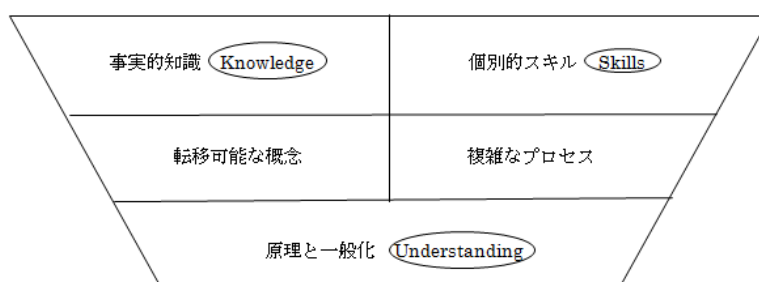 事実的知識 Knowledge
個別的スキル Skills
転移可能な概念
複雑なプロセス
原理と一般化 Understanding